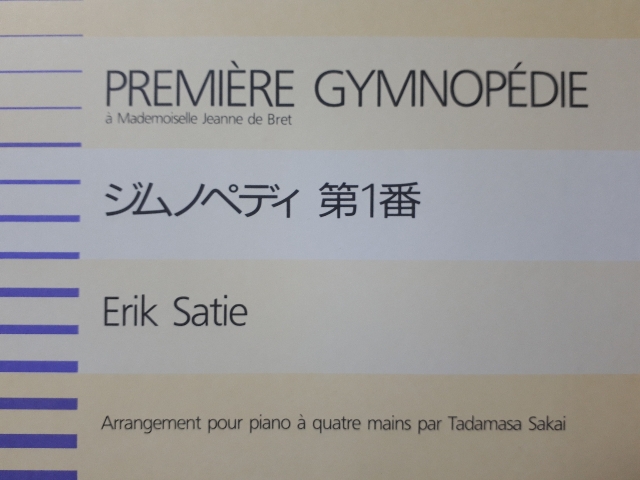 PREMIÈRE GYMNOPÉDIE
à Mademoiselle Jeanne de Bret
ジムノペディ 第1番
Erik Satie
Arrangement pour piano à quatre mains par Tadamasa Sakai